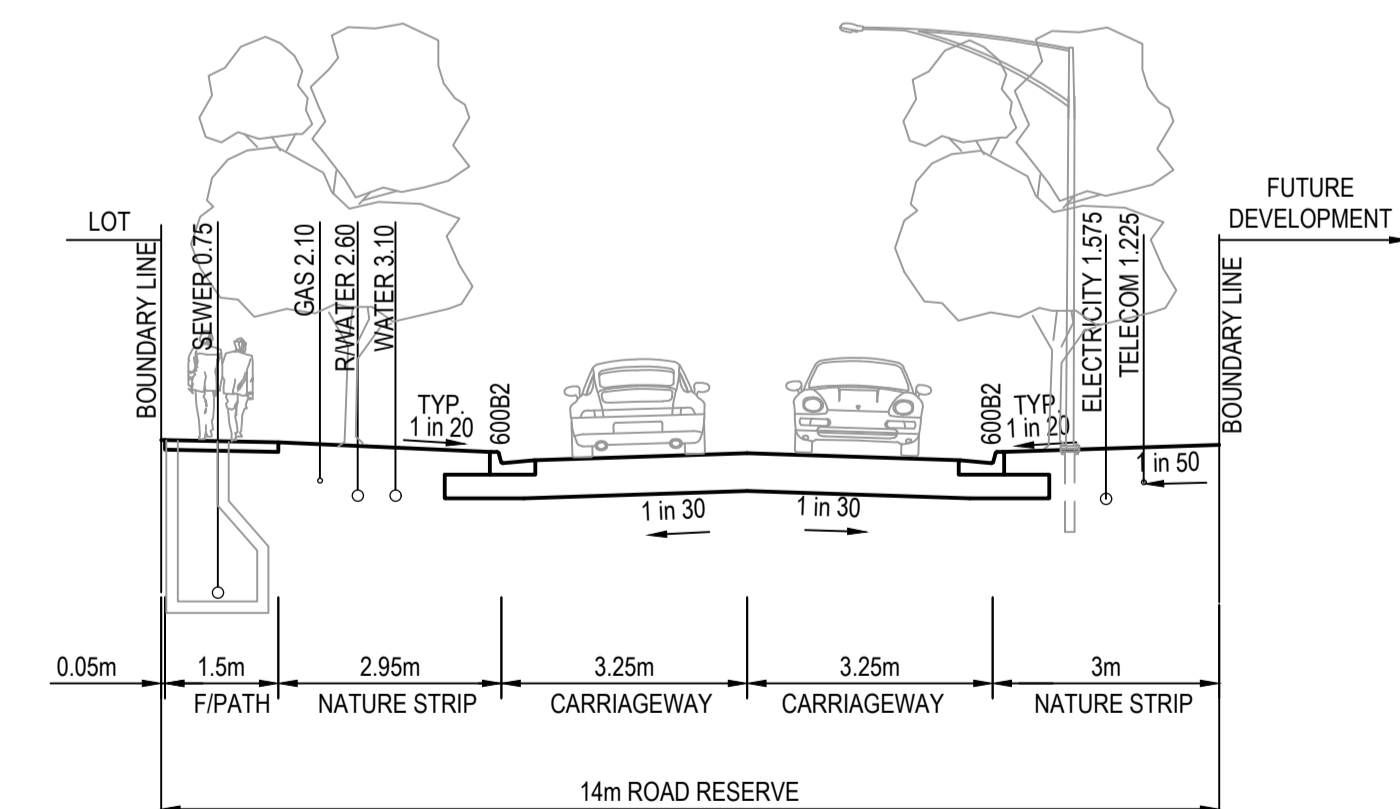 LOT
BOUNDARY LINE
SEWER 0.75
GAS 2.10
R/WATER 2.60
WATER 3.10
TYP.
1 in 20
600B2
600B2
TYP.
1 in 20
ELECTRICITY 1.575
TELECOM 1.225
1 in 50
BOUNDARY LINE
FUTURE
DEVELOPMENT
1 in 30
1 in 30
0.05m
1.5m
F/PATH
2.95m
NATURE STRIP
3.25m
CARRIAGEWAY
3.25m
CARRIAGEWAY
3m
NATURE STRIP
14m ROAD RESERVE